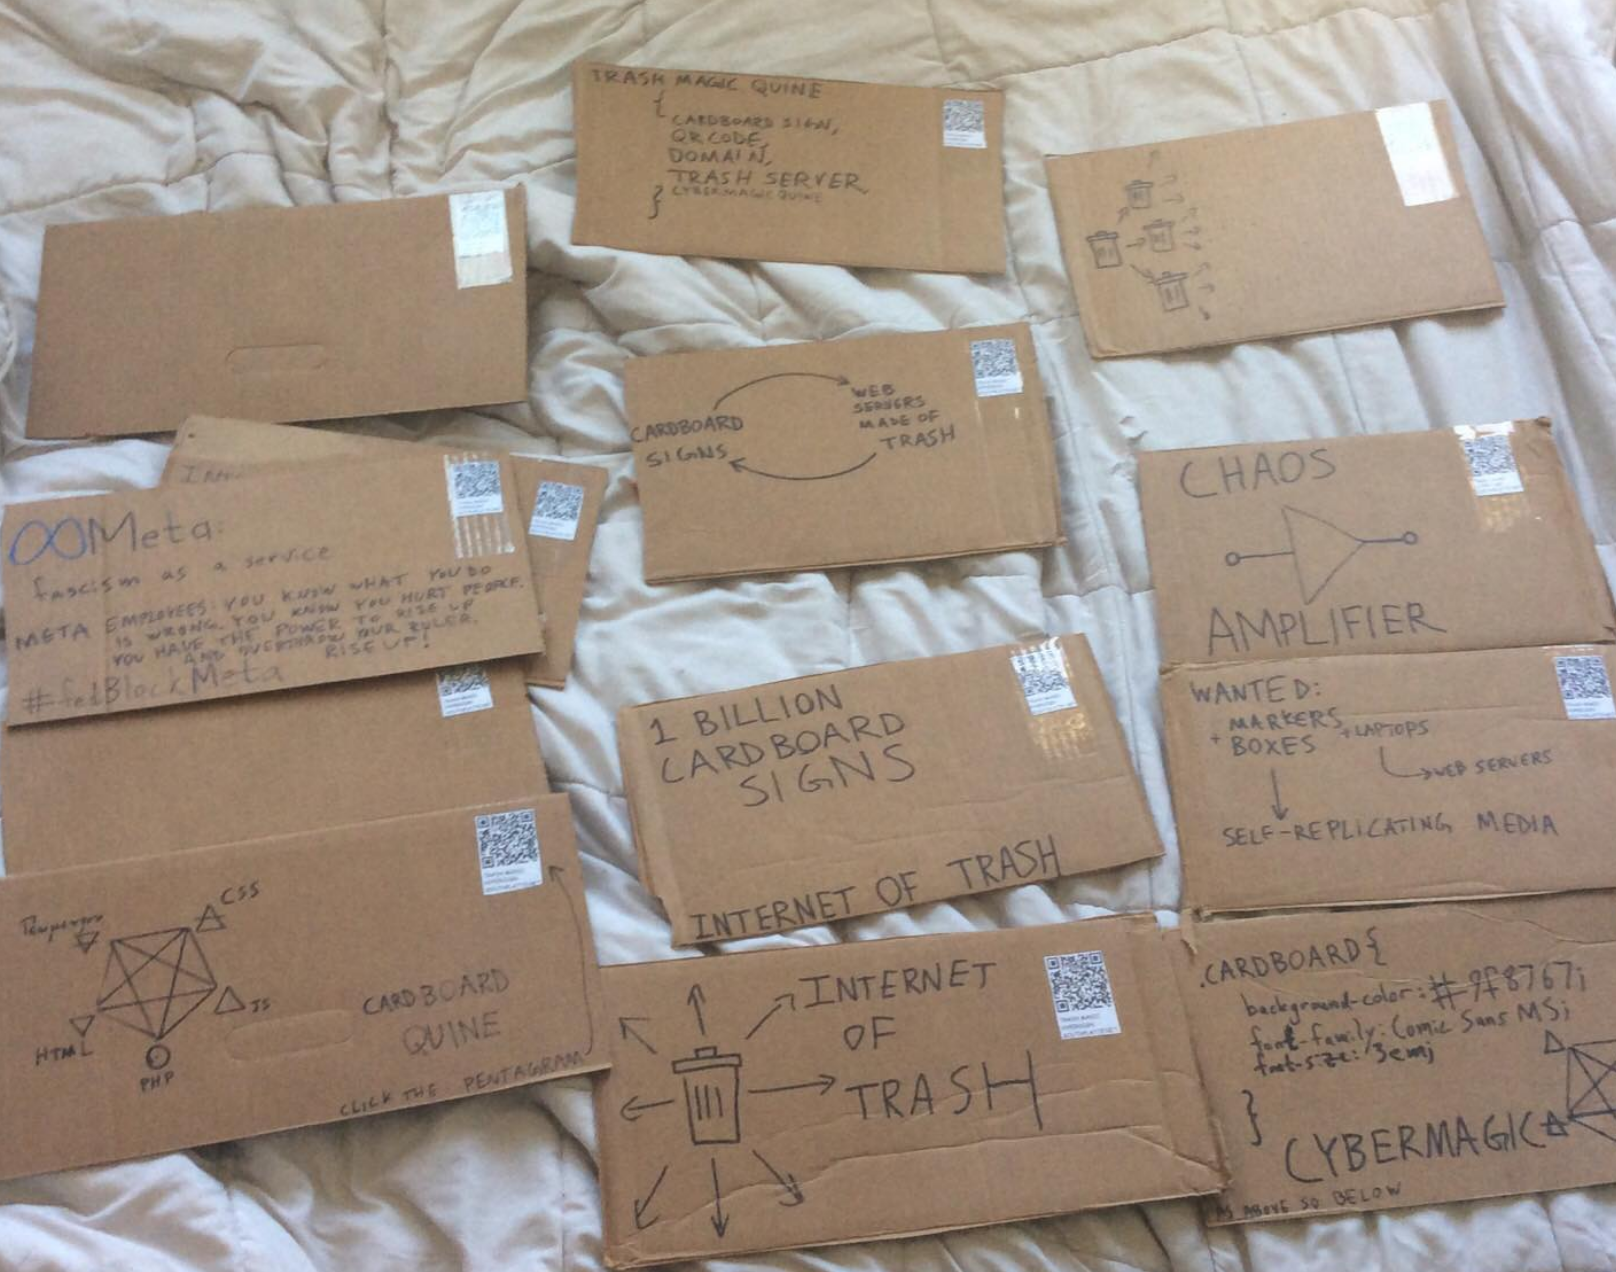 TRASH MAGIC QUINE
{
CARDBOARD SIGN,
QR CODE,
DOMAIN,
TRASH SERVER
CYBERMAGIC QUINE
}
CARDBOARD
SIGNS
WEB
SERVERS
MADE OF
TRASH
∞Meta:
fascism as a service
META EMPLOYEES: YOU KNOW WHAT YOU DO
IS WRONG. YOU KNOW YOU HURT PEOPLE.
YOU HAVE THE POWER TO RISE UP
AND OVERTHROW YOUR RULER.
RISE UP!
#fediBlockMeta
CHAOS
AMPLIFIER
1 BILLION
CARDBOARD
SIGNS
INTERNET OF TRASH
WANTED:
+ MARKERS
+ BOXES
+ LAPTOPS
WEB SERVERS
SELF-REPLICATING MEDIA
CSS
JS
PHP
HTML
CARDBOARD
QUINE
CLICK THE PENTAGRAM
INTERNET
OF
TRASH
.CARDBOARD{
background-color: #9f8767;
font-family: Comic Sans MS;
font-size: 3em;
}
CYBERMAGIC
AS ABOVE SO BELOW